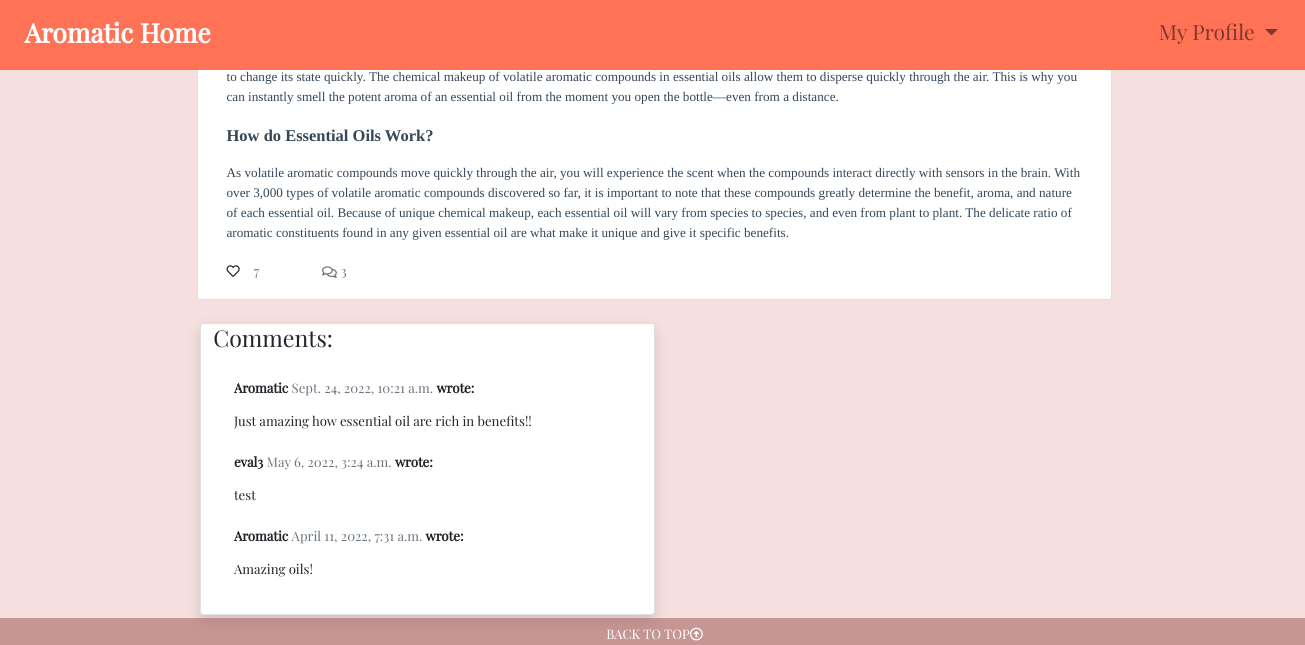 Aromatic Home
My Profile
to change its state quickly. The chemical makeup of volatile aromatic compounds in essential oils allow them to disperse quickly through the air. This is why you
can instantly smell the potent aroma of an essential oil from the moment you open the bottle—even from a distance.
How do Essential Oils Work?
As volatile aromatic compounds move quickly through the air, you will experience the scent when the compounds interact directly with sensors in the brain. With
over 3,000 types of volatile aromatic compounds discovered so far, it is important to note that these compounds greatly determine the benefit, aroma, and nature
of each essential oil. Because of unique chemical makeup, each essential oil will vary from species to species, and even from plant to plant. The delicate ratio of
aromatic constituents found in any given essential oil are what make it unique and give it specific benefits.
7 3
Comments:
Aromatic Sept. 24, 2022, 10:21 a.m. wrote:
Just amazing how essential oil are rich in benefits!!
eval3 May 6, 2022, 3:24 a.m. wrote:
test
Aromatic April 11, 2022, 7:31 a.m. wrote:
Amazing oils!
BACK TO TOP